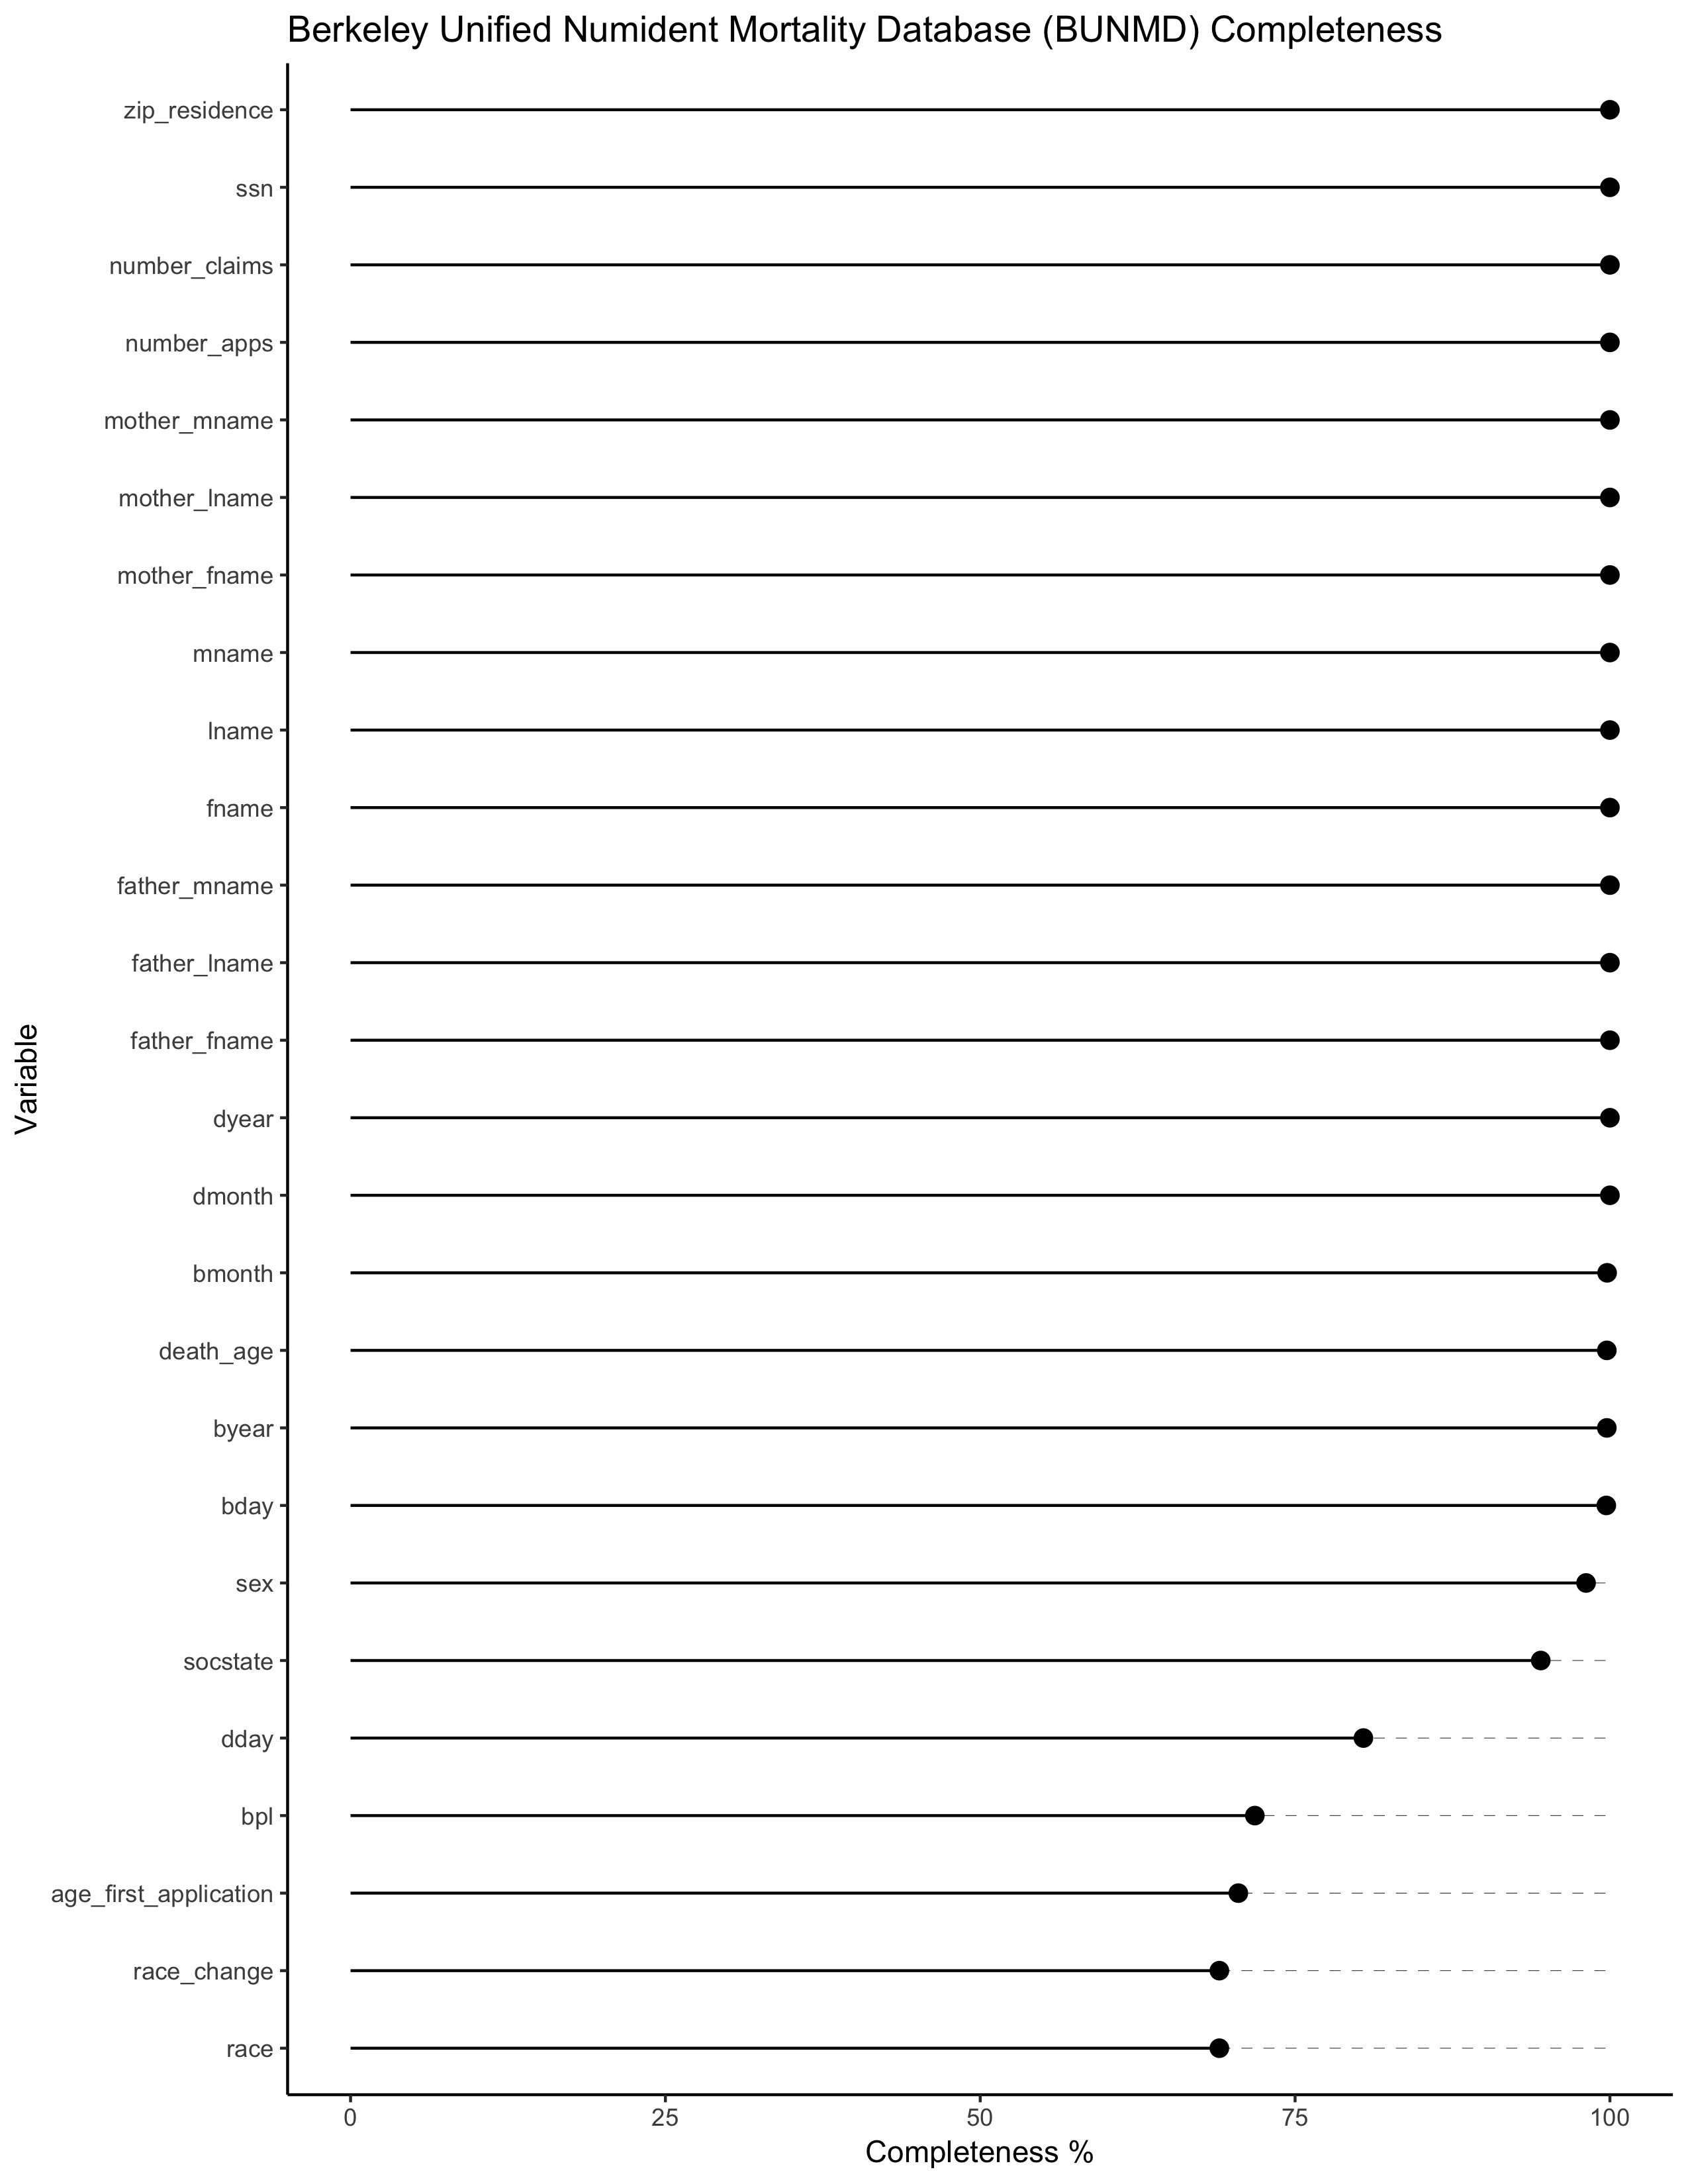 Berkeley Unified Numident Mortality Database (BUNMD) Completeness
Variable
zip_residence
ssn
number_claims
number_apps
mother_mname
mother_lname
mother_fname
mname
lname
fname
father_mname
father_lname
father_fname
dyear
dmonth
bmonth
death_age
byear
bday
sex
socstate
dday
bpl
age_first_application
race_change
race
0 25 50 75 100
Completeness %